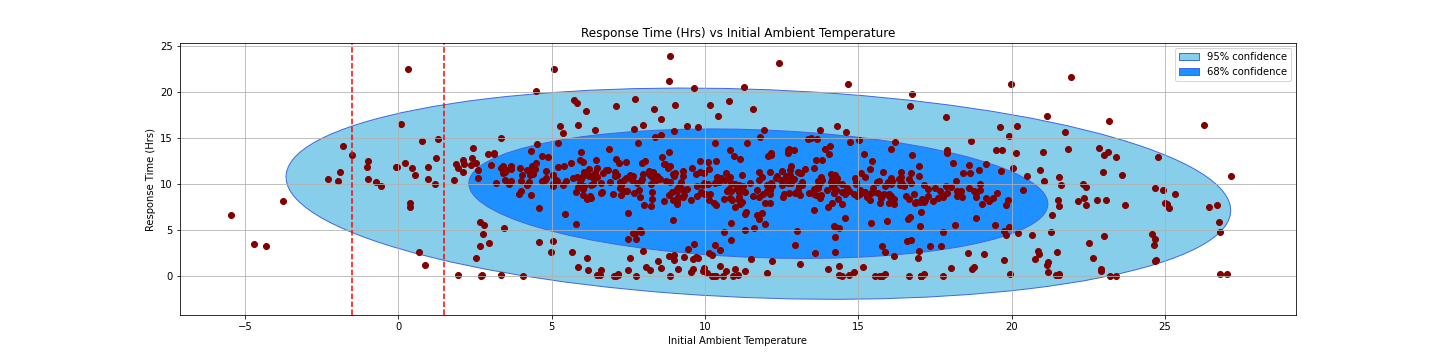 Response Time (Hrs) vs Initial Ambient Temperature
95% confidence
68% confidence
Response Time (Hrs)
25
20
15
10
5
0
−5
0
5
10
15
20
25
Initial Ambient Temperature